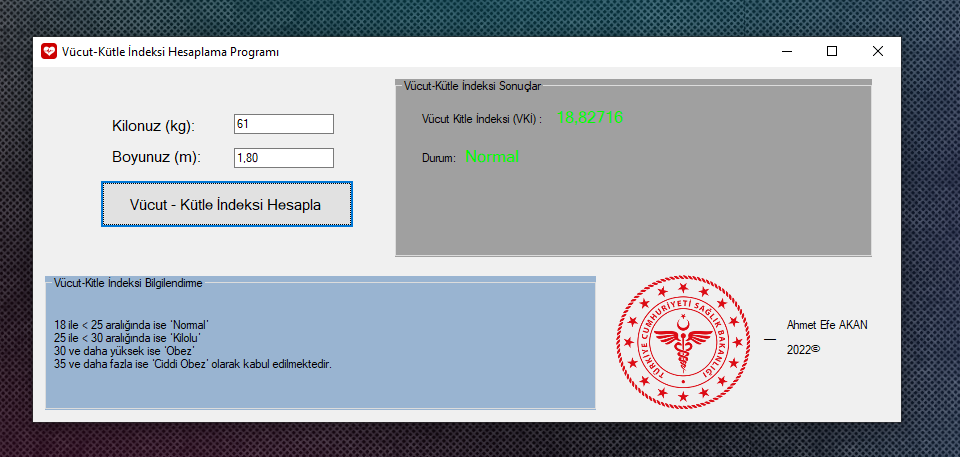 Vücut-Kütle İndeksi Hesaplama Programı
Kilonuz (kg):
61
Boyunuz (m):
1,80
Vücut - Kütle İndeksi Hesapla
Vücut-Kütle İndeksi Sonuçlar
Vücut Kitle İndeksi (VKİ) :
18,82716
Durum:
Normal
Vücut-Kitle İndeksi Bilgilendirme
18 ile < 25 aralığında ise 'Normal'
25 ile < 30 aralığında ise 'Kilolu'
30 ve daha yüksek ise 'Obez'
35 ve daha fazla ise 'Ciddi Obez' olarak kabul edilmektedir.
TÜRKİYE CUMHURİYETİ SAĞLIK BAKANLIĞI
Ahmet Efe AKAN
2022©